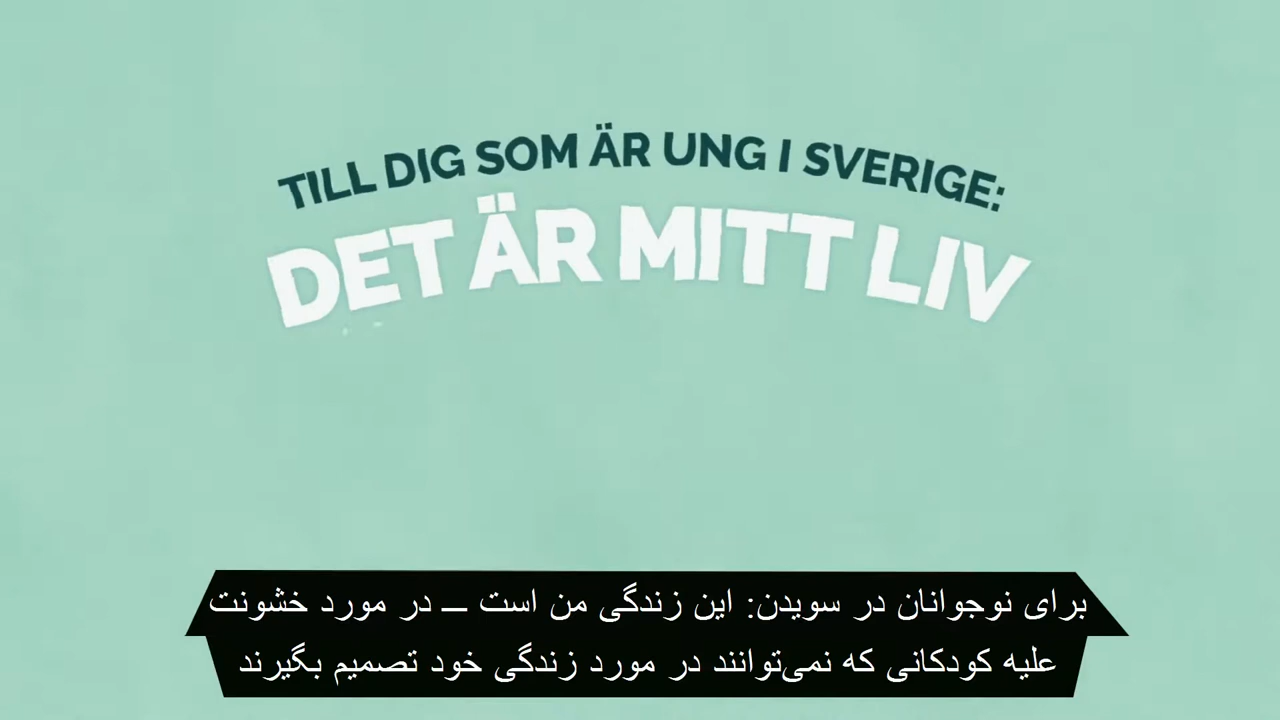 TILL DIG SOM ÄR UNG I SVERIGE:
DET ÄR MITT LIV
برای نوجوانان در سویدن: این زندگی من است ـــ در مورد خشونت
علیه کودکانی که نمی‌توانند در مورد زندگی خود تصمیم بگیرند